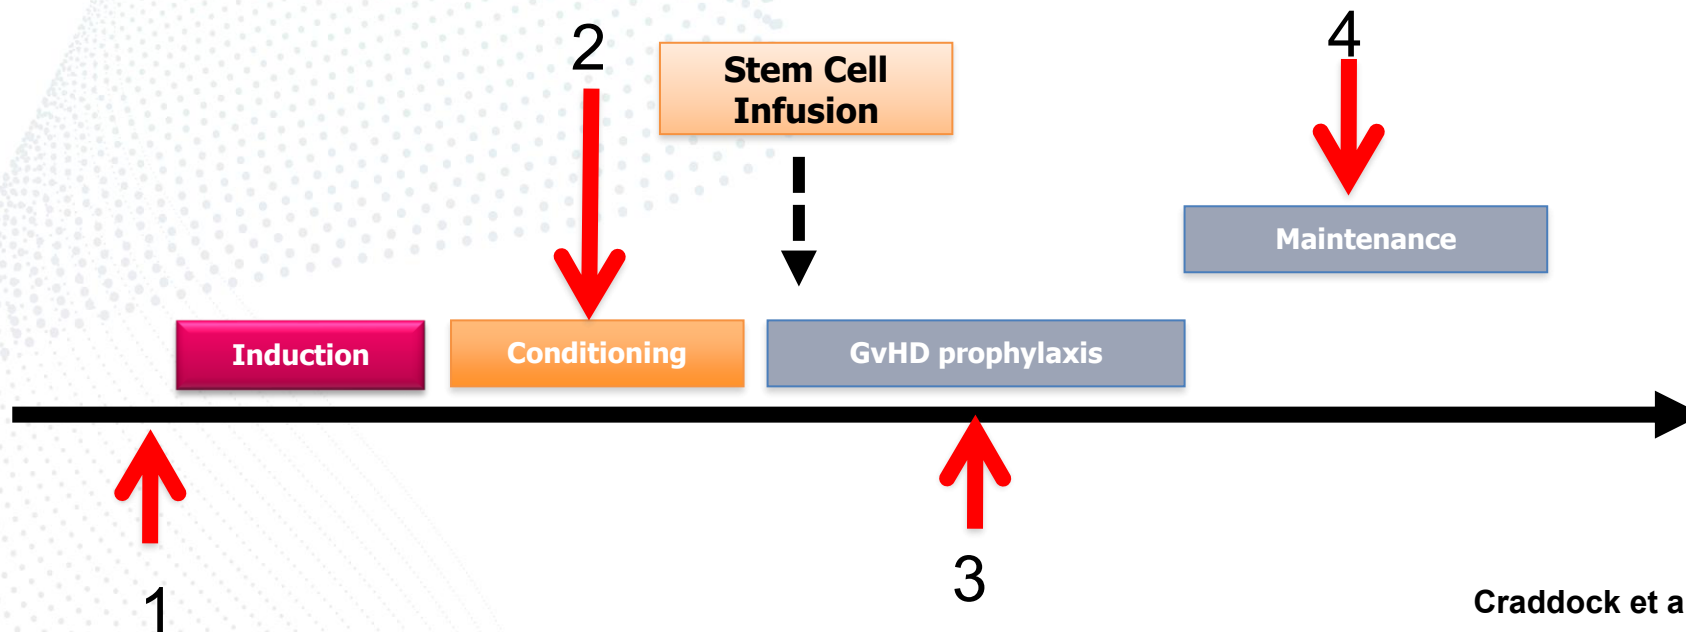 2
Stem Cell
Infusion
4
Maintenance
Induction
Conditioning
GvHD prophylaxis
1
3
Craddock et a